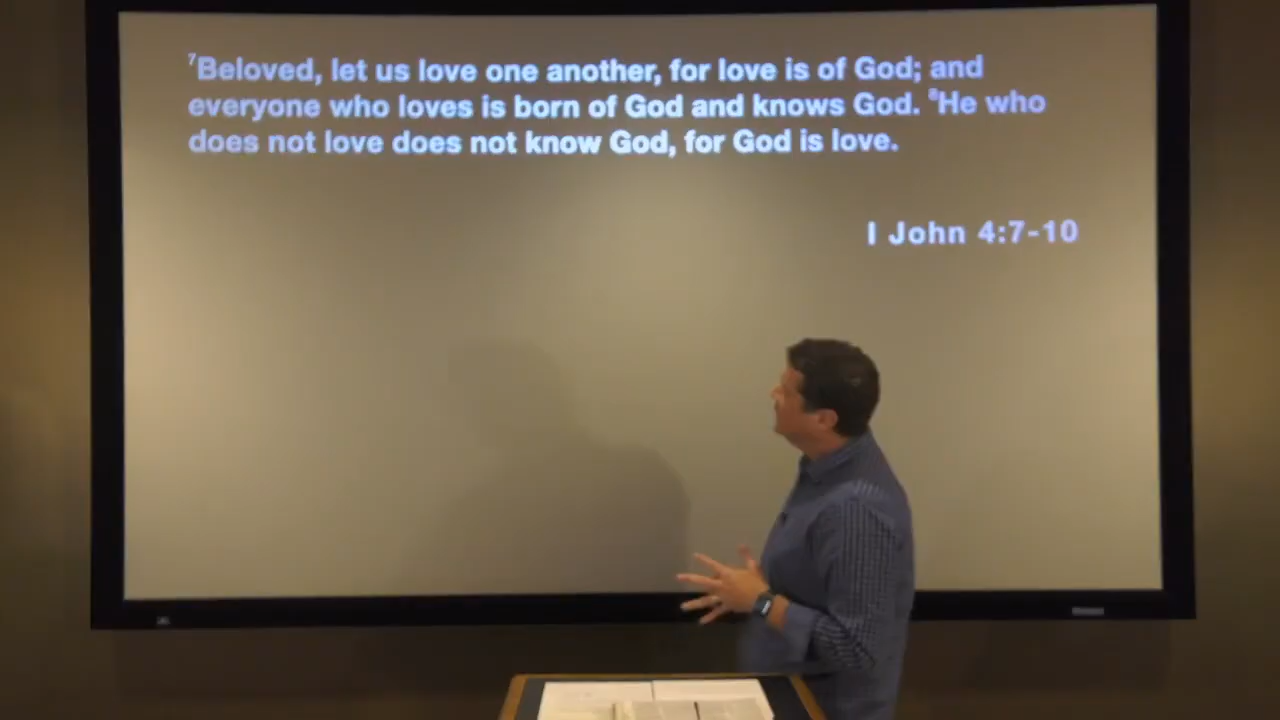 ⁷Beloved, let us love one another, for love is of God; and
everyone who loves is born of God and knows God. ⁸He who
does not love does not know God, for God is love.
I John 4:7-10